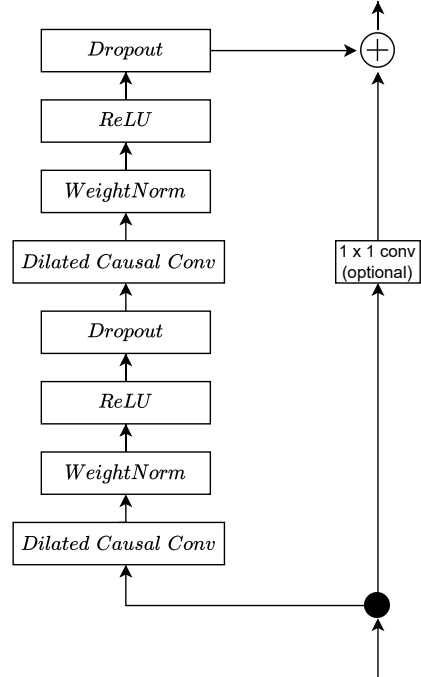 Dropout
ReLU
WeightNorm
Dilated Causal Conv
1 x 1 conv
(optional)
Dropout
ReLU
WeightNorm
Dilated Causal Conv